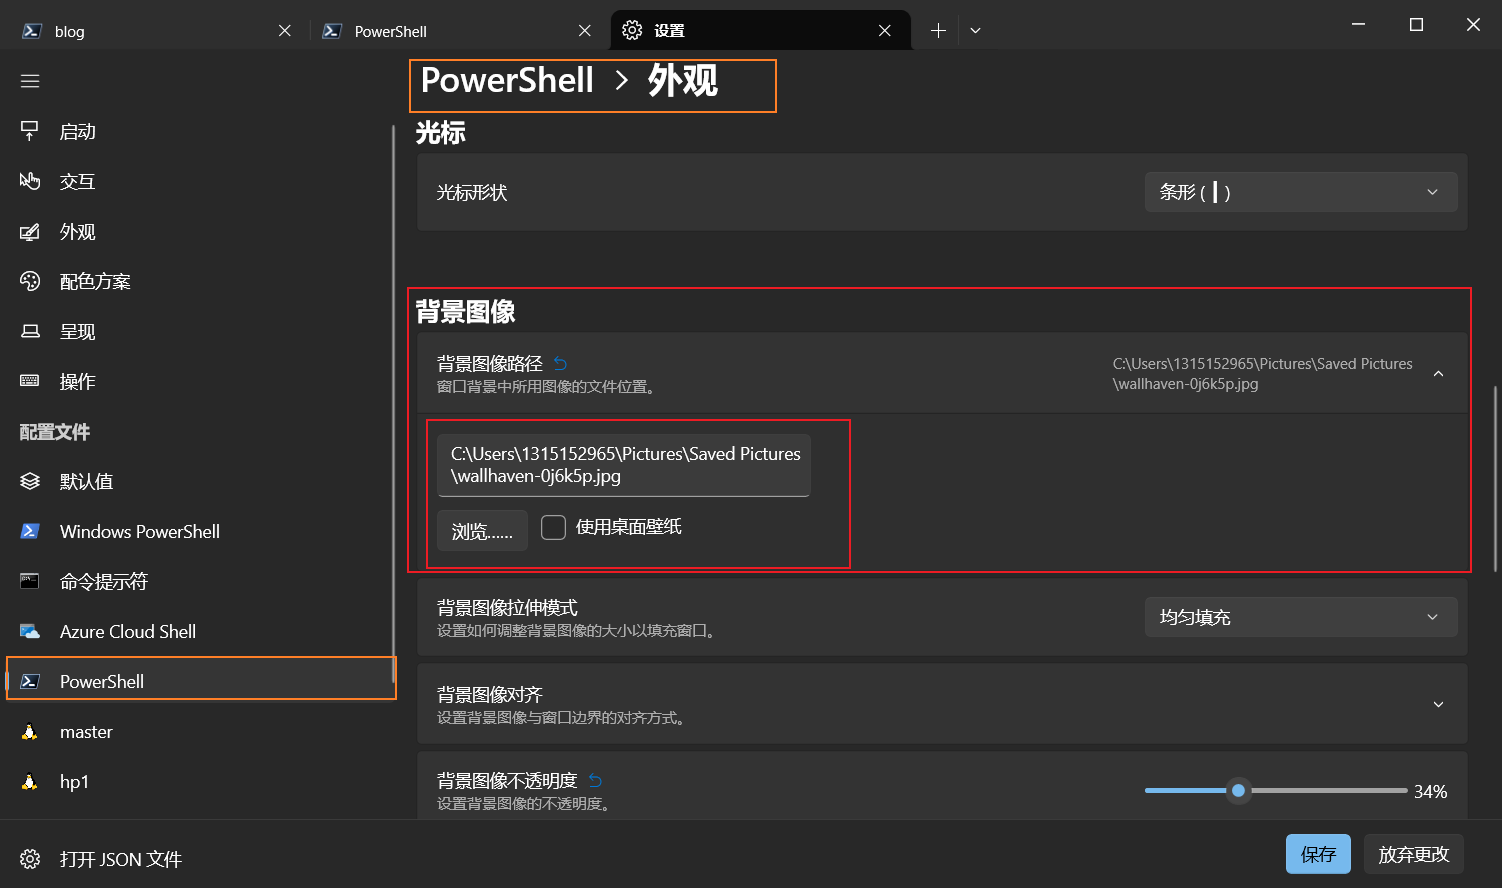 blog
PowerShell
设置
启动
交互
外观
配色方案
呈现
操作
配置文件
默认值
Windows PowerShell
命令提示符
Azure Cloud Shell
PowerShell
master
hp1
打开 JSON 文件
PowerShell > 外观
光标
光标形状
条形 ( ┃ )
背景图像
背景图像路径
窗口背景中所用图像的文件位置。
C:\Users\1315152965\Pictures\Saved Pictures
\wallhaven-0j6k5p.jpg
C:\Users\1315152965\Pictures\Saved Pictures
\wallhaven-0j6k5p.jpg
浏览......
使用桌面壁纸
背景图像拉伸模式
设置如何调整背景图像的大小以填充窗口。
均匀填充
背景图像对齐
设置背景图像与窗口边界的对齐方式。
背景图像不透明度
设置背景图像的不透明度。
34%
保存
放弃更改